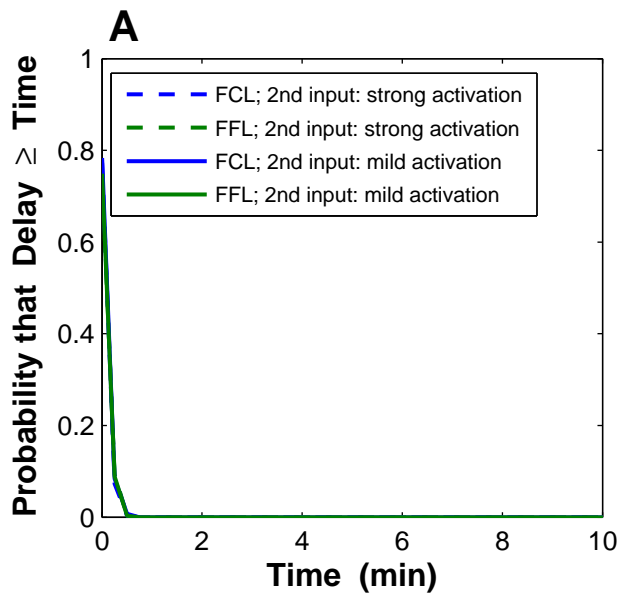 A
Probability that Delay ≥ Time
1
0.8
0.6
0.4
0.2
0
FCL; 2nd input: strong activation
FFL; 2nd input: strong activation
FCL; 2nd input: mild activation
FFL; 2nd input: mild activation
0 2 4 6 8 10
Time (min)